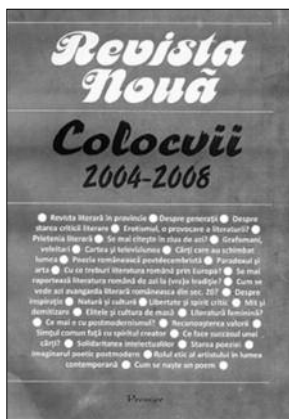 Revista
Nouă
Colocvii
2004-2008
Revista literară în provincie ● Despre generații ● Despre
starea criticii literare ● Erotismul, o provocare a literaturii?
Prietenia literară ● Se mai citește în ziua de azi? ● Grafomani,
veleitari ● Cartea și televiziunea ● Cărți care au schimbat
lumea ● Poezia românească postdecembristă ● Paradoxul și
arta ● Cu ce treburi literatura română prin Europa? ● Se mai
raportează literatura română de azi la (vreo) tradiție? ● Cum se
vede azi avangarda literară românească din sec. 20? ● Despre
inspirație ● Natură și cultură ● Libertate și spirit critic ● Mit și
demitizare ● Elitele și cultura de masă ● Literatură feminină?
Ce mai e cu postmodernismul? ● Recunoașterea valorii
Simțul comun față cu spiritul creator ● Ce face succesul unei
cărți? ● Solidaritatea intelectualilor ● Starea poeziei
Imaginarul poetic postmodern ● Rolul etic al artistului în lumea
contemporană ● Cum se naște un poem
Premier